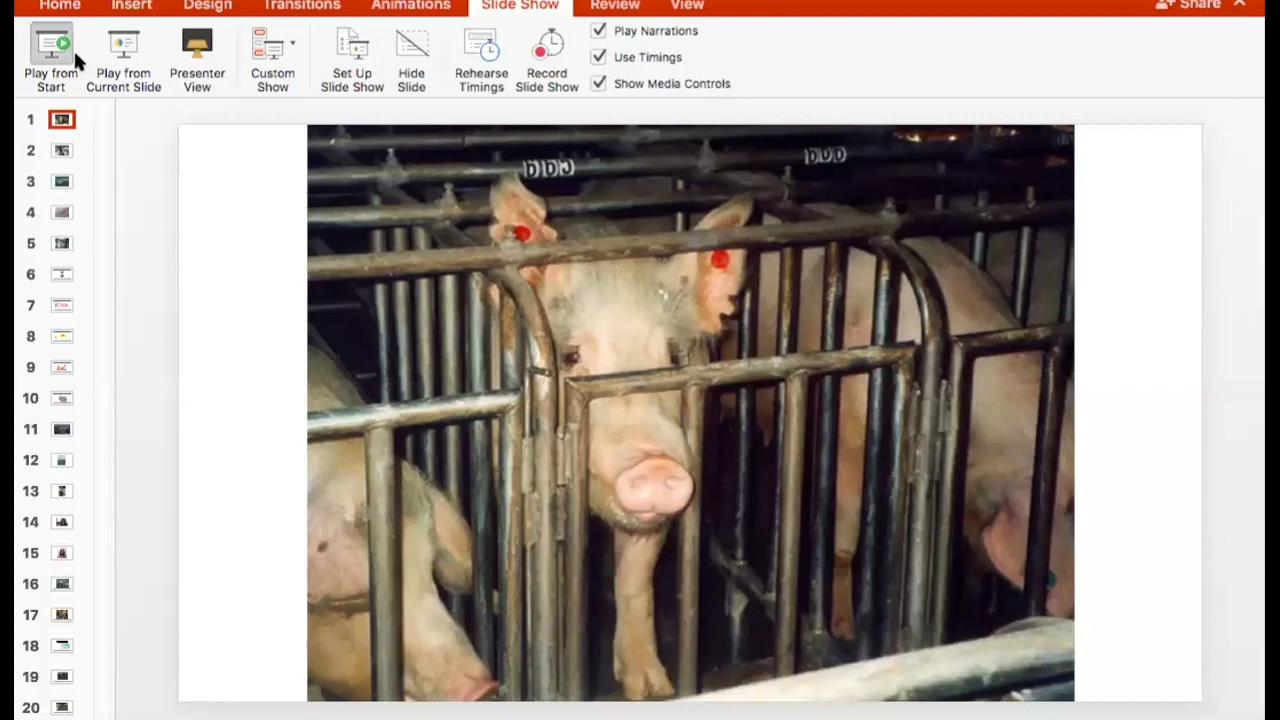 Home Insert Design Transitions Animations Slide Show Review View Share
Play from Start
Play from Current Slide
Presenter View
Custom Show
Set Up Slide Show
Hide Slide
Rehearse Timings
Record Slide Show
Play Narrations
Use Timings
Show Media Controls
1
2
3
4
5
6
7
8
9
10
11
12
13
14
15
16
17
18
19
20